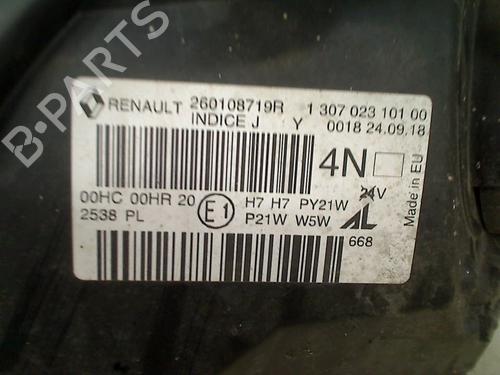 B-PARTS
RENAULT 260108719R 1 307 023 101 00
INDICE J Y 0018 24.09.18
4N
Made in EU
00HC 00HR 20 E1 H7 H7 PY21W 24V
2538 PL P21W W5W AL
668